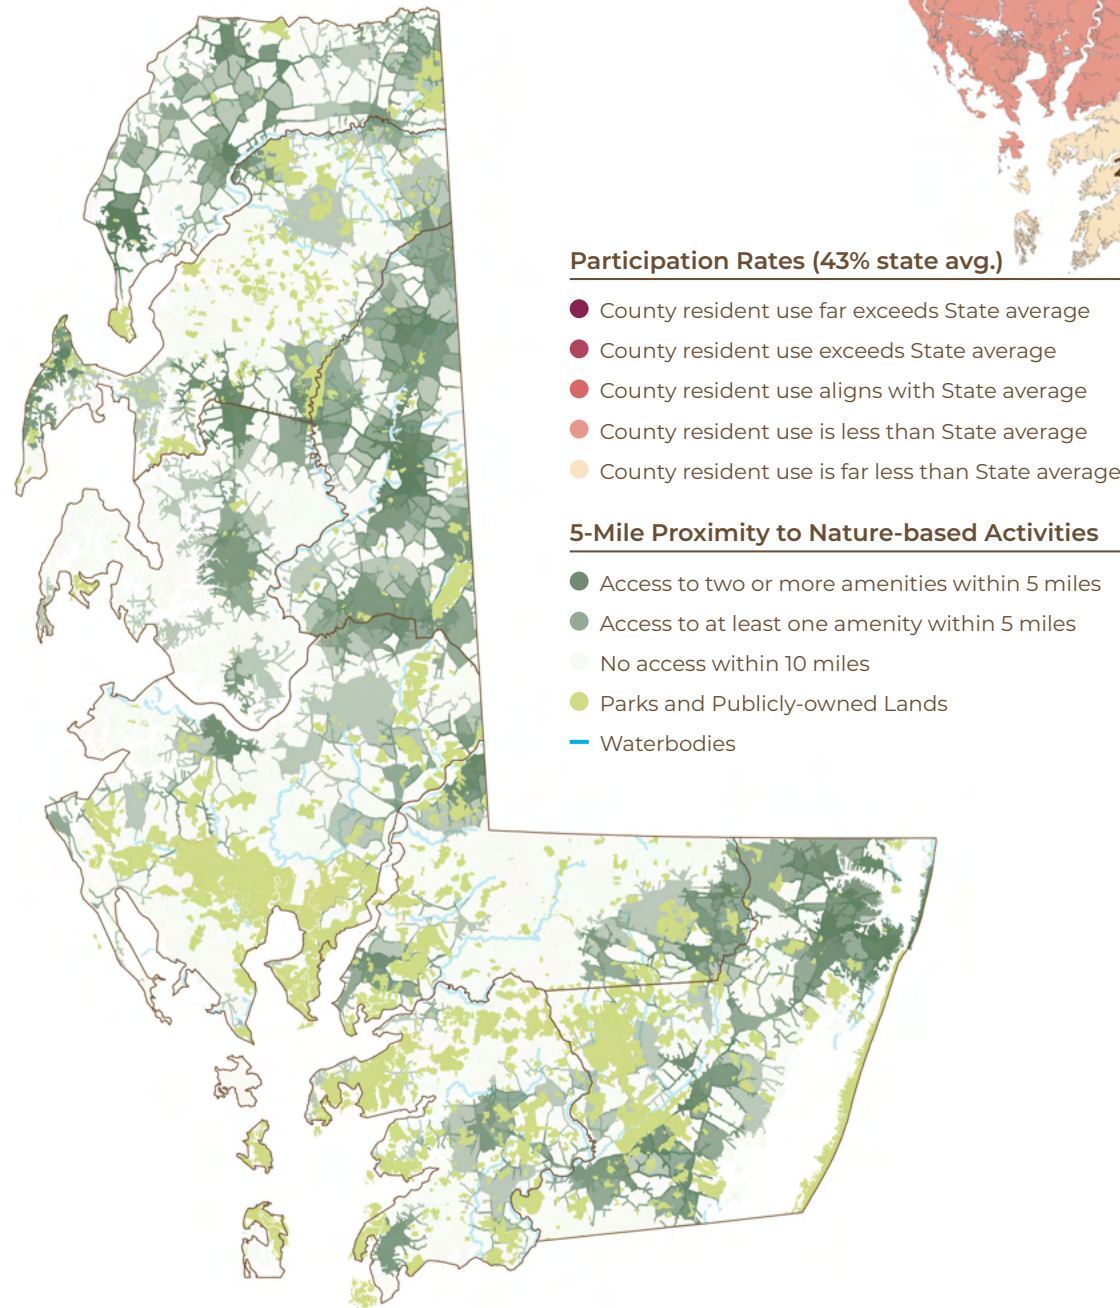 Participation Rates (43% state avg.)
County resident use far exceeds State average
County resident use exceeds State average
County resident use aligns with State average
County resident use is less than State average
County resident use is far less than State average
5-Mile Proximity to Nature-based Activities
Access to two or more amenities within 5 miles
Access to at least one amenity within 5 miles
No access within 10 miles
Parks and Publicly-owned Lands
Waterbodies